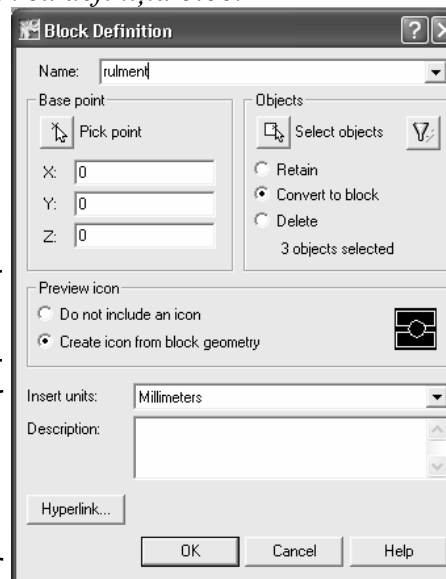 Block Definition
Name: rulment
Base point
Pick point
X: 0
Y: 0
Z: 0
Objects
Select objects
Retain
Convert to block
Delete
3 objects selected
Preview icon
Do not include an icon
Create icon from block geometry
Insert units: Millimeters
Description:
Hyperlink...
OK Cancel Help